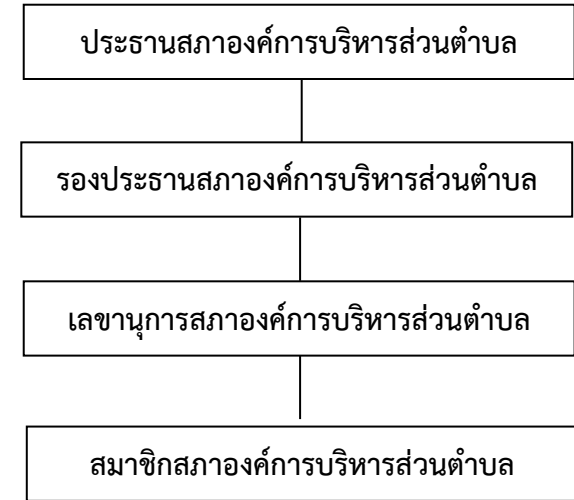 ประธานสภาองค์การบริหารส่วนตำบล
รองประธานสภาองค์การบริหารส่วนตำบล
เลขานุการสภาองค์การบริหารส่วนตำบล
สมาชิกสภาองค์การบริหารส่วนตำบล